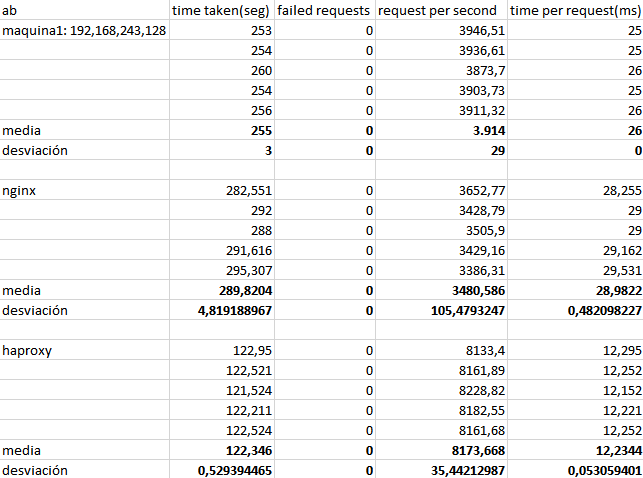 ab time taken(seg) failed requests request per second time per request(ms)
maquina1: 192,168,243,128 253 0 3946,51 25
254 0 3936,61 25
260 0 3873,7 26
254 0 3903,73 25
256 0 3911,32 26
media 255 0 3.914 26
desviación 3 0 29 0
nginx 282,551 0 3652,77 28,255
292 0 3428,79 29
288 0 3505,9 29
291,616 0 3429,16 29,162
295,307 0 3386,31 29,531
media 289,8204 0 3480,586 28,9822
desviación 4,819188967 0 105,4793247 0,482098227
haproxy 122,95 0 8133,4 12,295
122,521 0 8161,89 12,252
121,524 0 8228,82 12,152
122,211 0 8182,55 12,221
122,524 0 8161,68 12,252
media 122,346 0 8173,668 12,2344
desviación 0,529394465 0 35,44212987 0,053059401